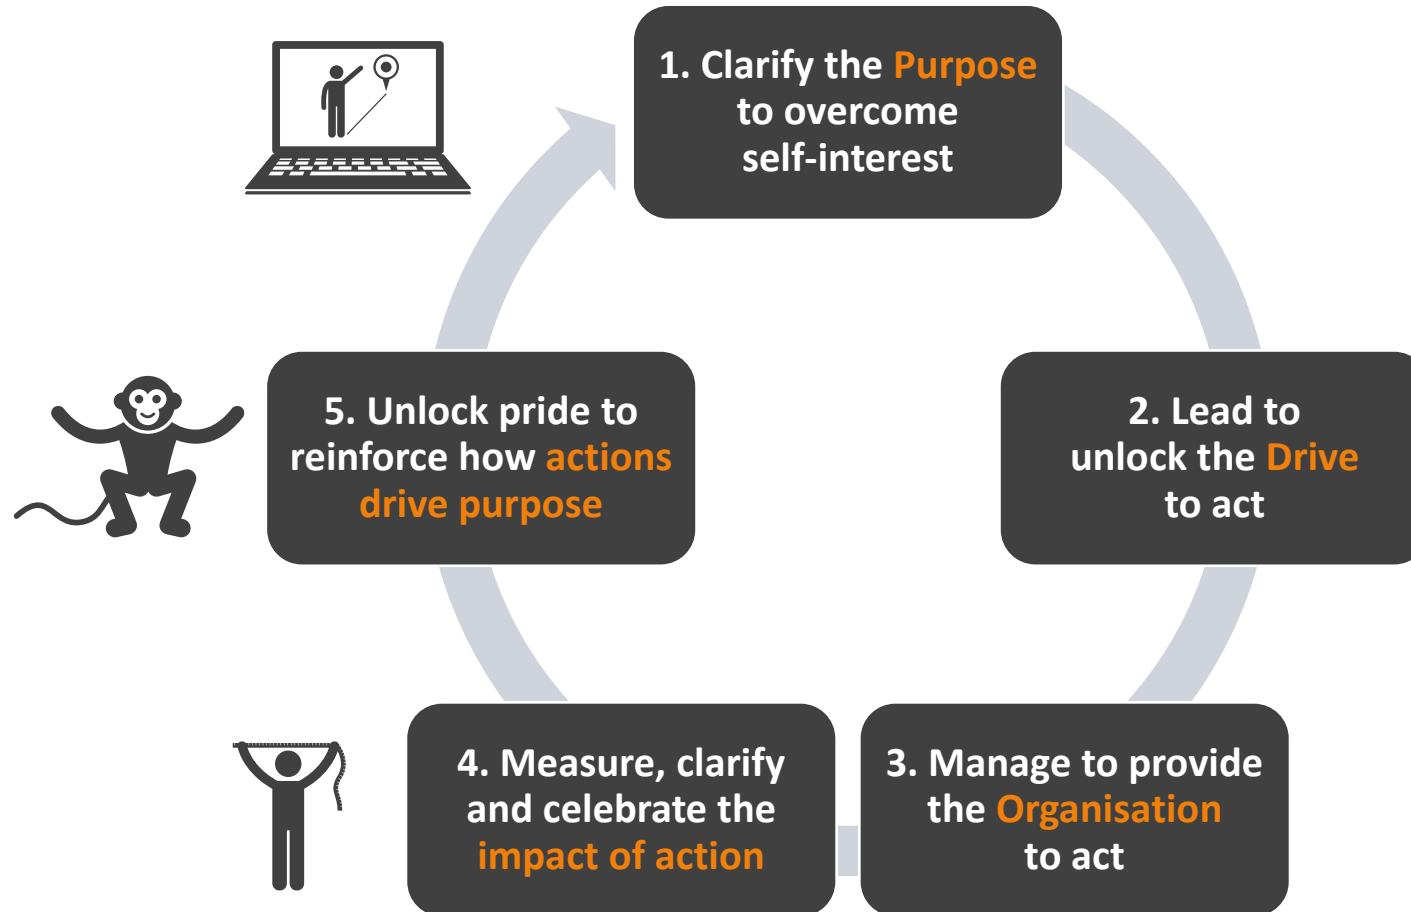 1. Clarify the Purpose
to overcome
self-interest
2. Lead to
unlock the Drive
to act
3. Manage to provide
the Organisation
to act
4. Measure, clarify
and celebrate the
impact of action
5. Unlock pride to
reinforce how actions
drive purpose